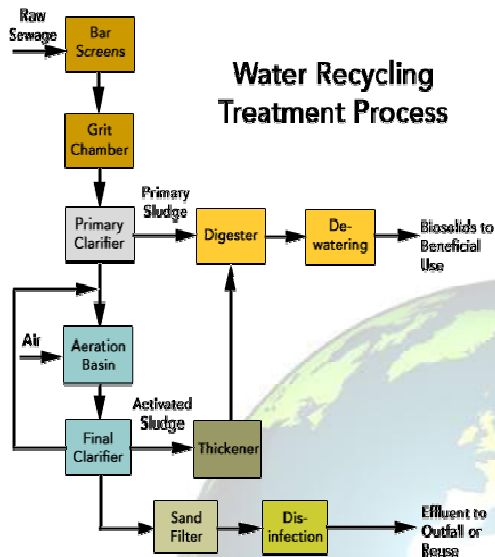 Raw
Sewage
Bar
Screens
Water Recycling
Treatment Process
Grit
Chamber
Primary
Sludge
Primary
Clarifier
Digester
De-
watering
Biosolids to
Beneficial
Use
Air
Aeration
Basin
Activated
Sludge
Final
Clarifier
Thickener
Sand
Filter
Dis-
infection
Effluent to
Outfall or
Reuse